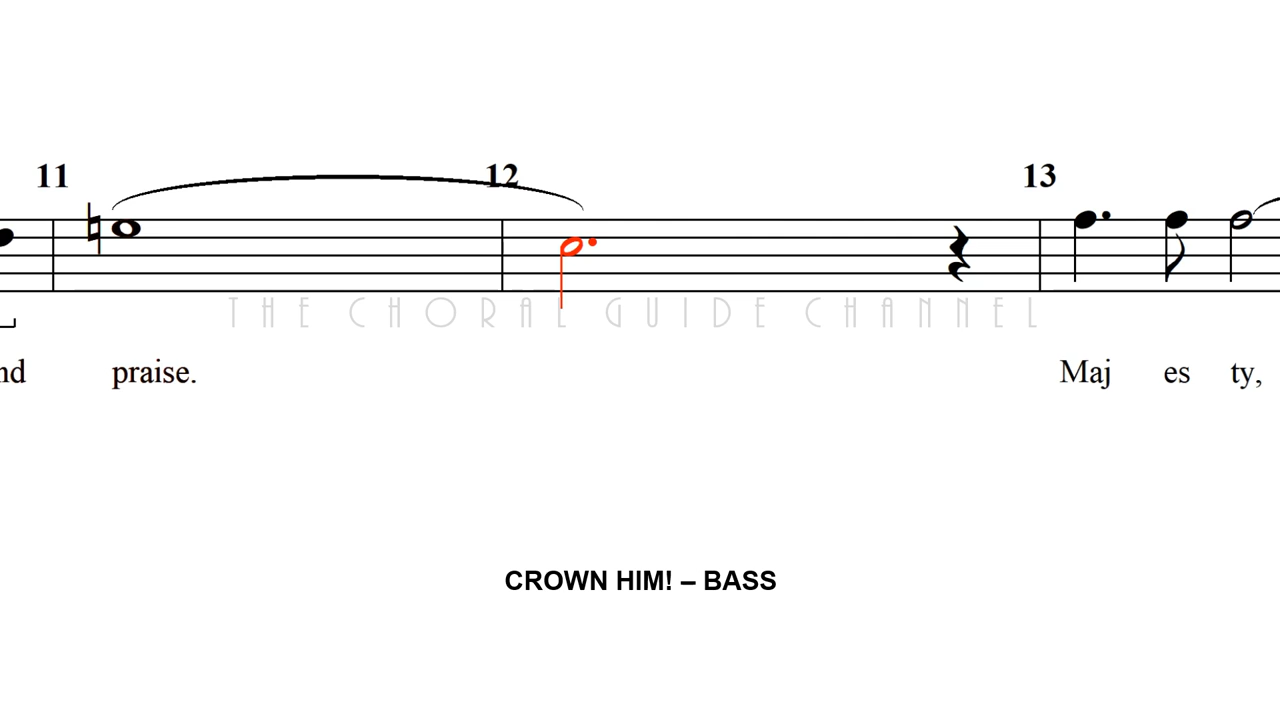 11 12 13
THE CHORAL GUIDE CHANNEL
nd praise. Maj es ty,
CROWN HIM! – BASS